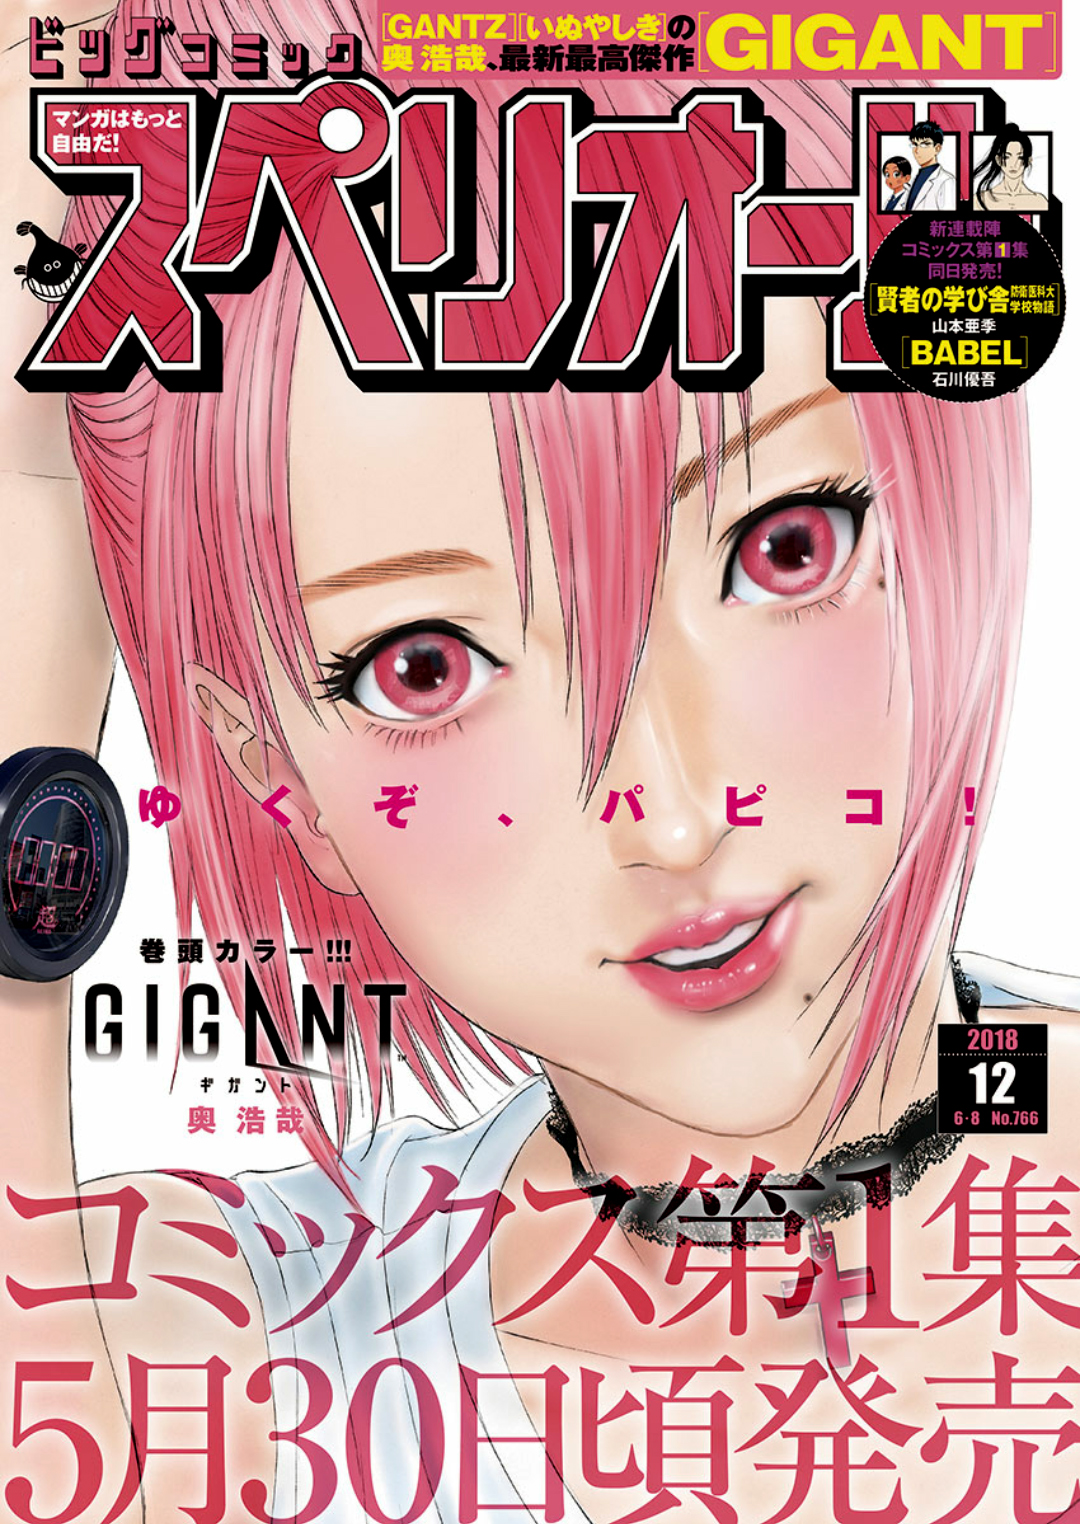 ビッグコミック
[GANTZ][いぬやしき]の
奥 浩哉、最新最高傑作
[GIGANT]
マンガはもっと
自由だ!
スペリオール
新連載陣
コミックス第1集
同日発売!
[賢者の学び舎 防衛医科大学校物語]
山本亜季
[BABEL]
石川優吾
ゆくぞ、パピコ!
超
巻頭カラー!!!
GIGANT
ギガント
奥 浩哉
2018
12
6・8 No.766
コミックス第1集
5月30日頃発売